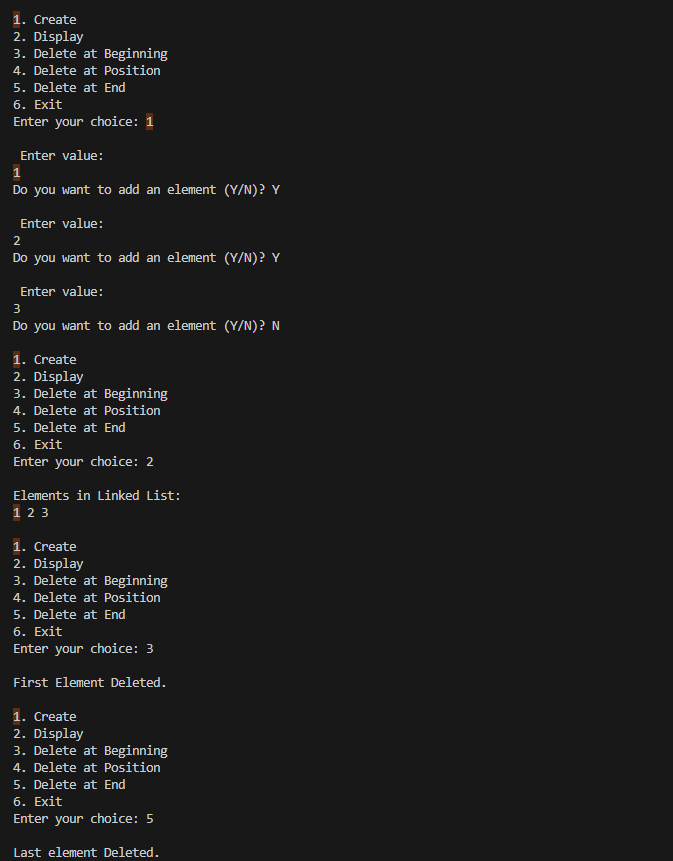 1. Create
2. Display
3. Delete at Beginning
4. Delete at Position
5. Delete at End
6. Exit
Enter your choice: 1
Enter value:
1
Do you want to add an element (Y/N)? Y
Enter value:
2
Do you want to add an element (Y/N)? Y
Enter value:
3
Do you want to add an element (Y/N)? N
1. Create
2. Display
3. Delete at Beginning
4. Delete at Position
5. Delete at End
6. Exit
Enter your choice: 2
Elements in Linked List:
1 2 3
1. Create
2. Display
3. Delete at Beginning
4. Delete at Position
5. Delete at End
6. Exit
Enter your choice: 3
First Element Deleted.
1. Create
2. Display
3. Delete at Beginning
4. Delete at Position
5. Delete at End
6. Exit
Enter your choice: 5
Last element Deleted.